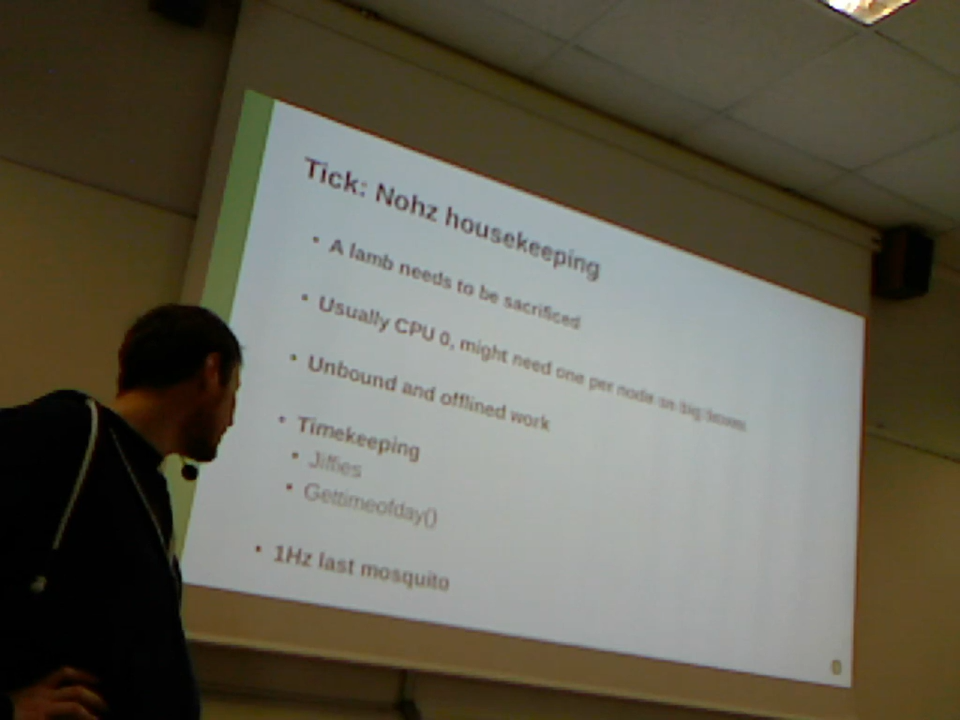 Tick: Nohz housekeeping
• A lamb needs to be sacrificed
• Usually CPU 0, might need one per node on big boxes
• Unbound and offlined work
• Timekeeping
• Jiffies
• Gettimeofday()
• 1Hz last mosquito